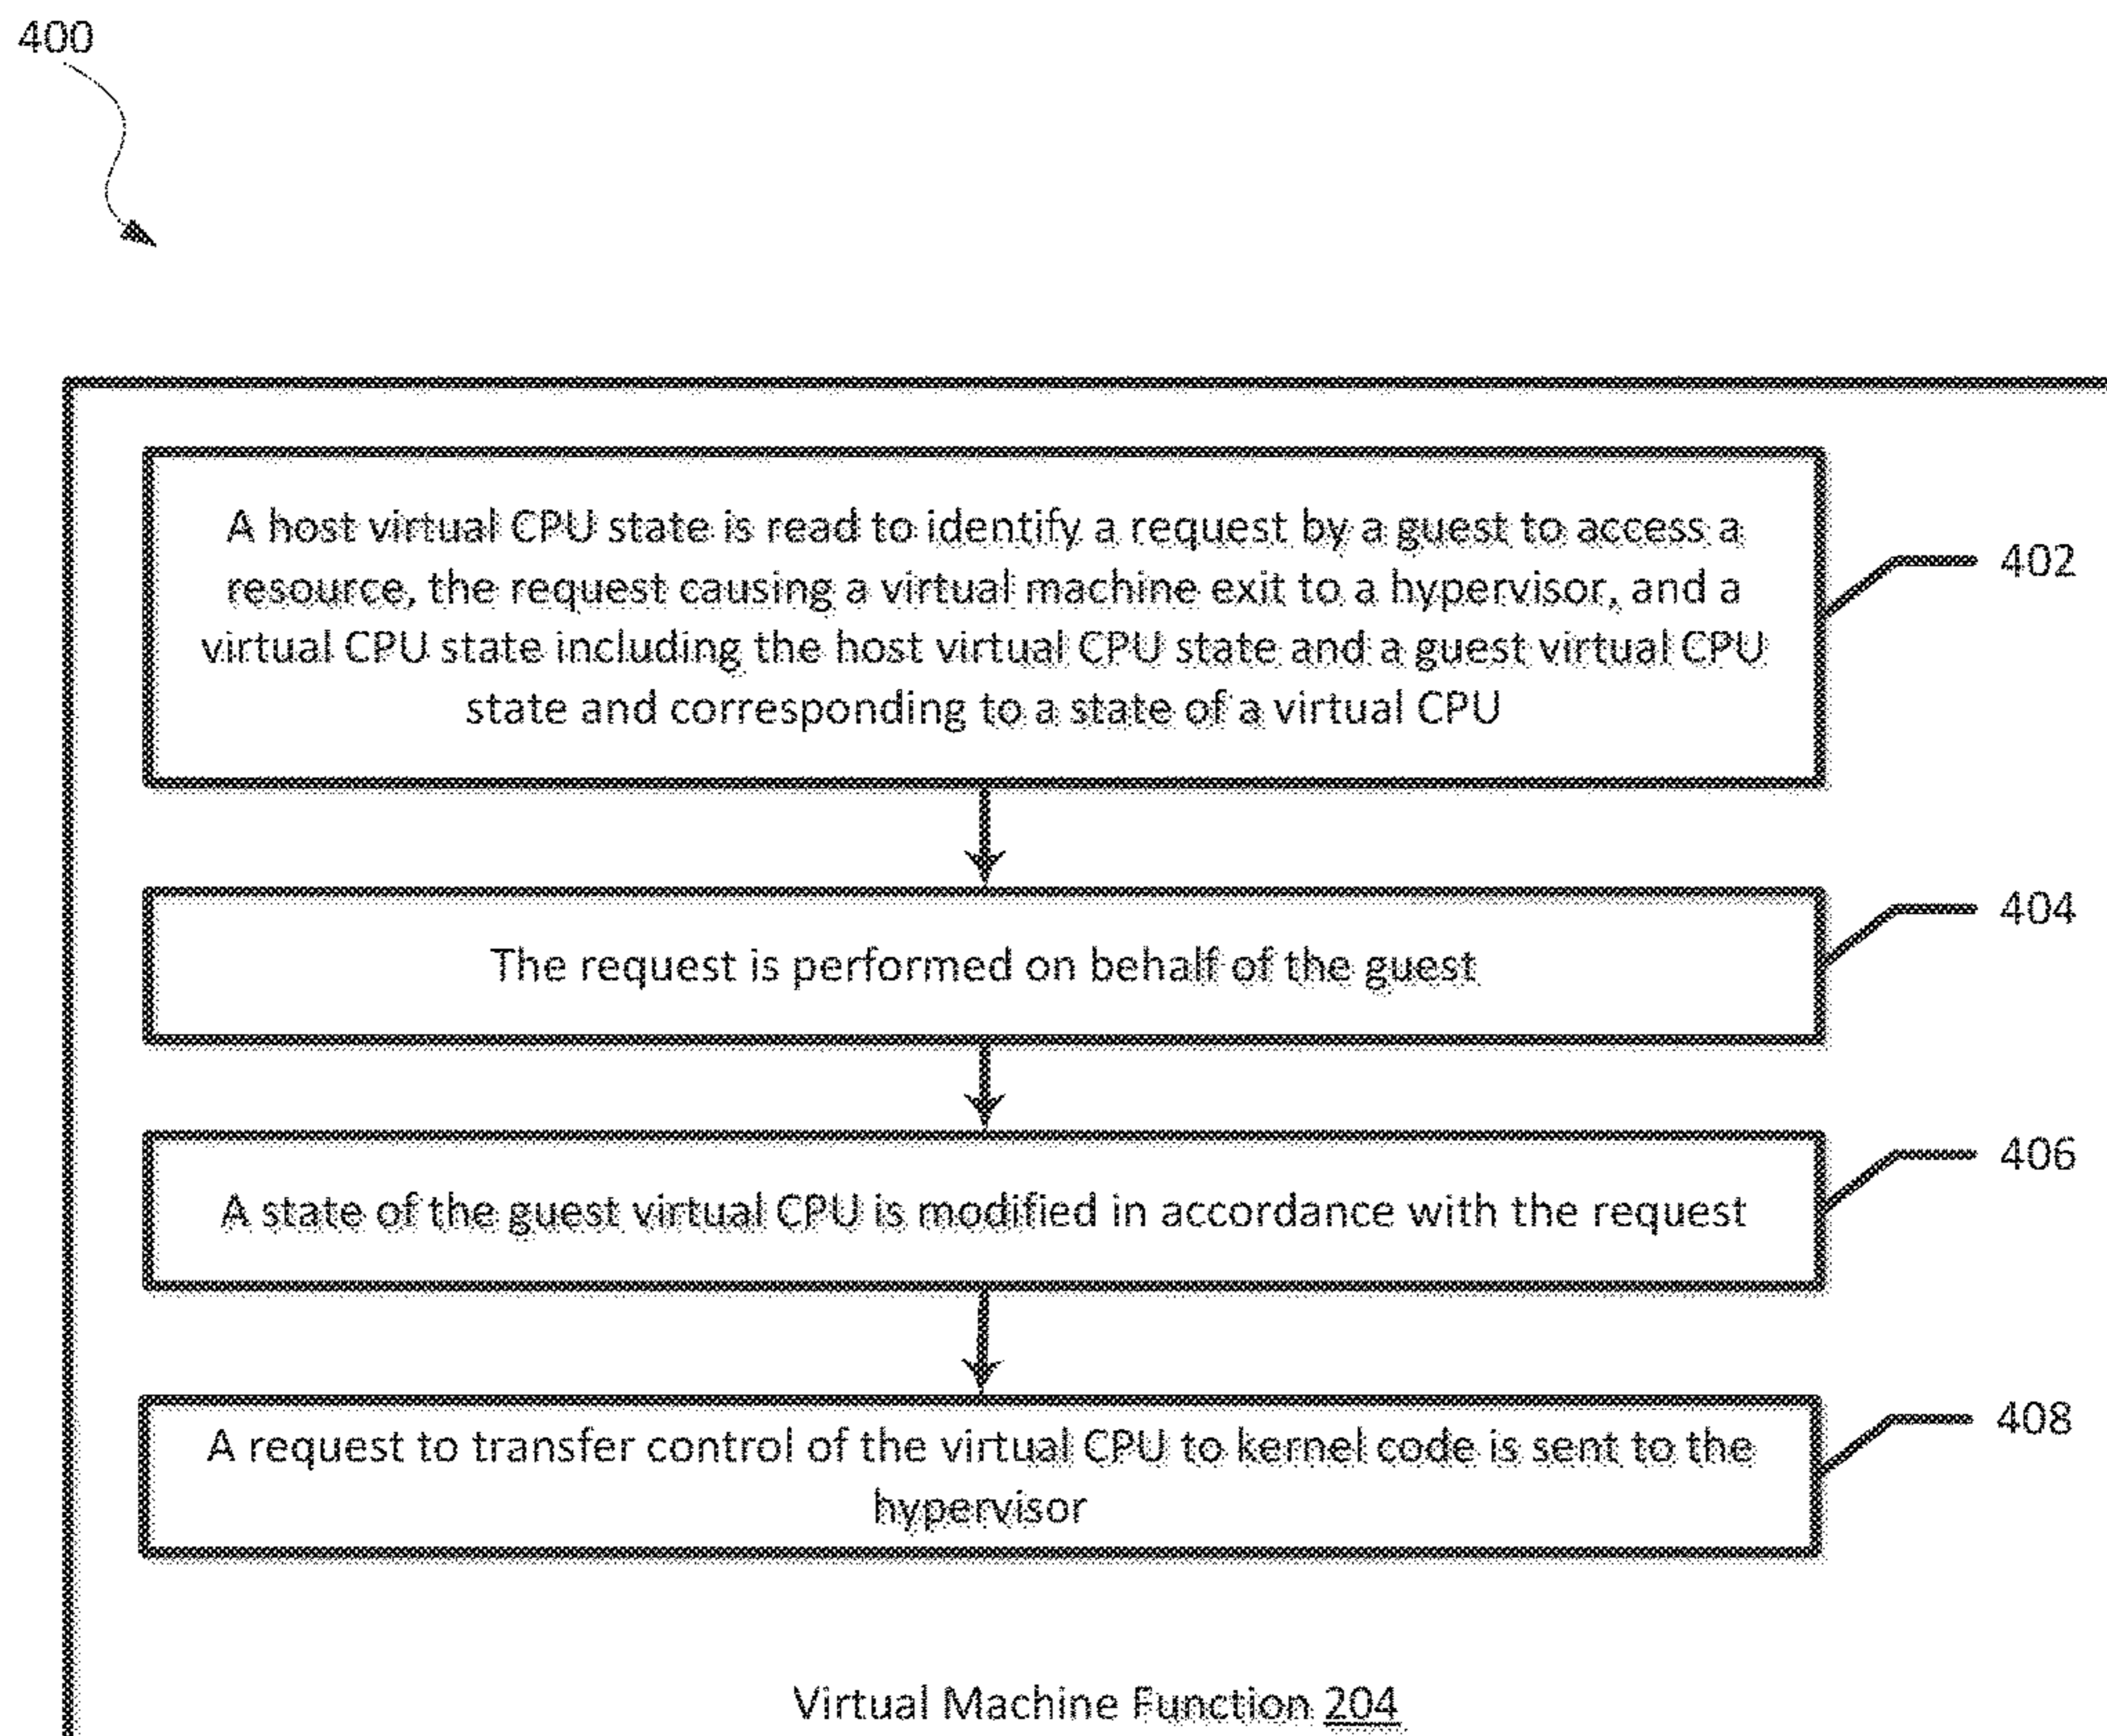 400
A host virtual CPU state is read to identify a request by a guest to access a
resource, the request causing a virtual machine exit to a hypervisor, and a
virtual CPU state including the host virtual CPU state and a guest virtual CPU
state and corresponding to a state of a virtual CPU
402
The request is performed on behalf of the guest
404
A state of the guest virtual CPU is modified in accordance with the request
406
A request to transfer control of the virtual CPU to kernel code is sent to the
hypervisor
408
Virtual Machine Function 204